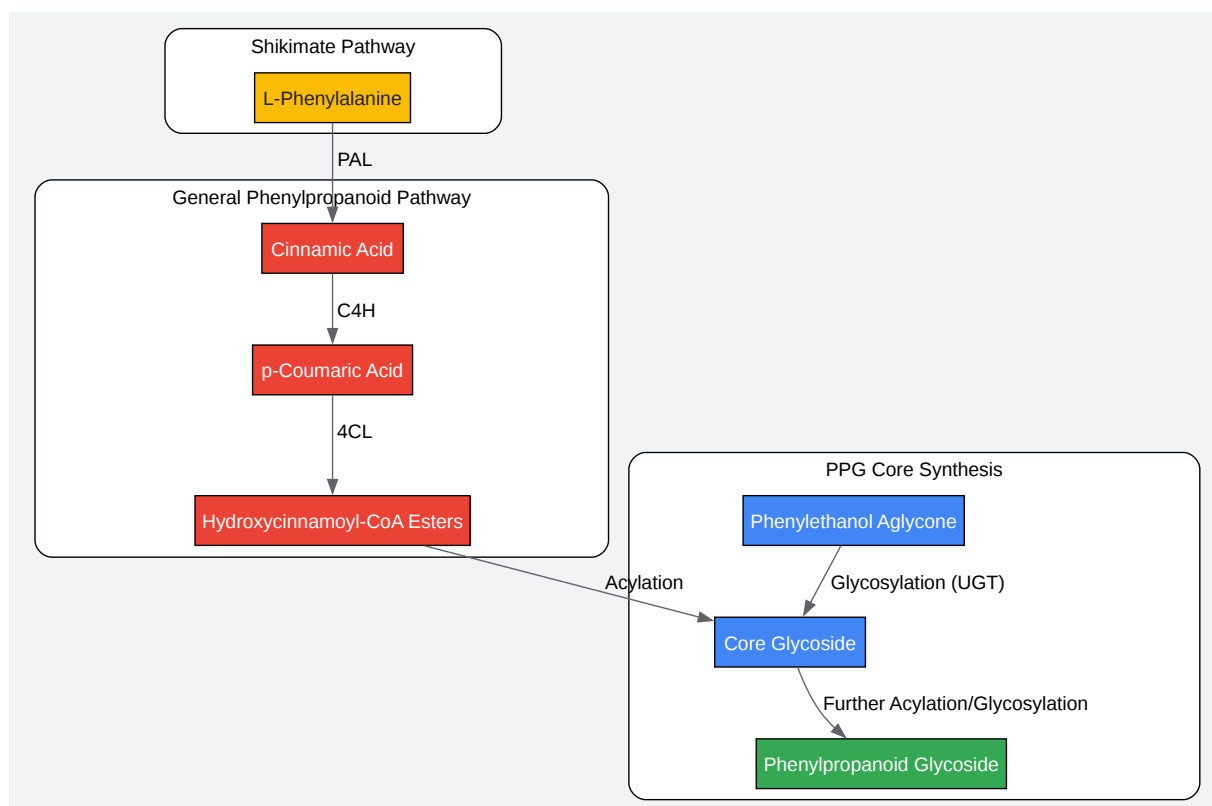 Shikimate Pathway
L-Phenylalanine
PAL
General Phenylpropanoid Pathway
Cinnamic Acid
C4H
p-Coumaric Acid
4CL
Hydroxycinnamoyl-CoA Esters
PPG Core Synthesis
Phenylethanol Aglycone
Acylation
Glycosylation (UGT)
Core Glycoside
Further Acylation/Glycosylation
Phenylpropanoid Glycoside